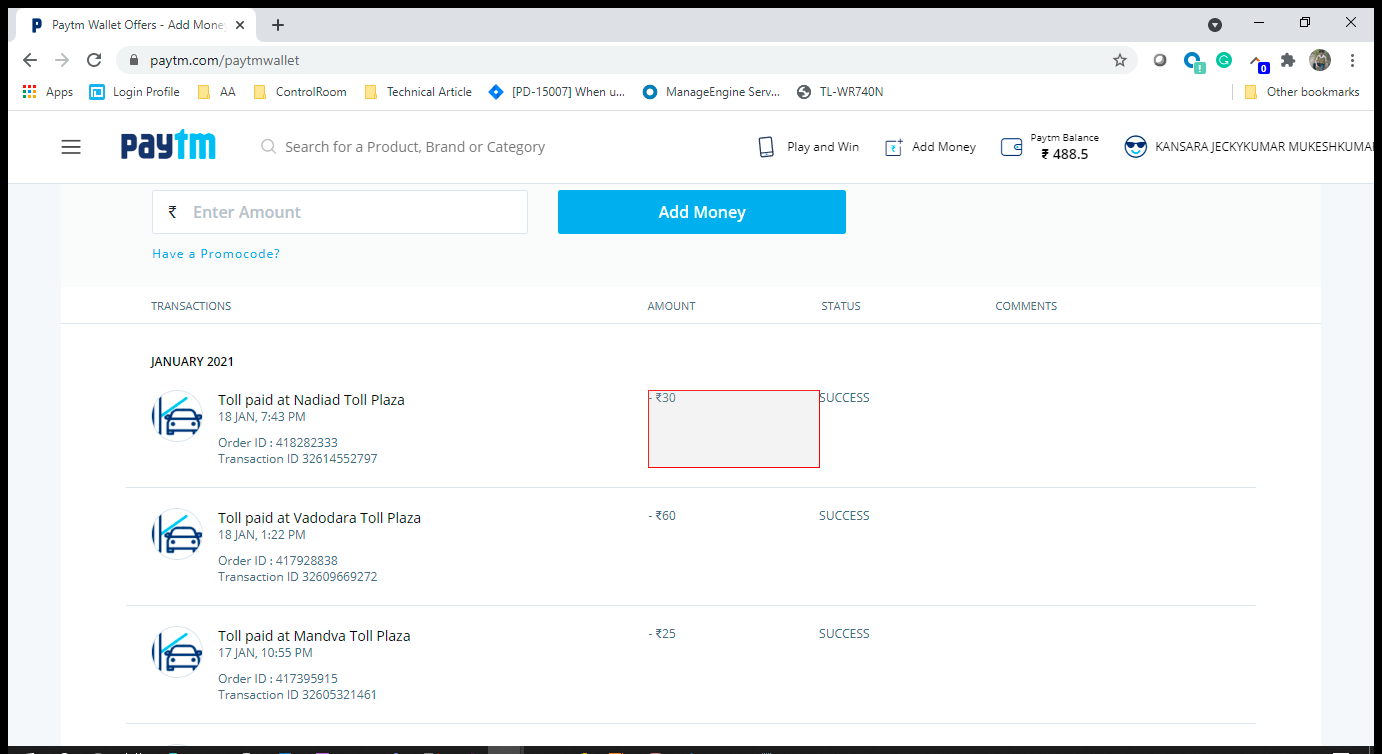 Paytm Wallet Offers - Add Mone
paytm.com/paytmwallet
Apps Login Profile AA ControlRoom Technical Article [PD-15007] When u... ManageEngine Serv... TL-WR740N Other bookmarks
0
paytm
Search for a Product, Brand or Category
Play and Win
Add Money
Paytm Balance
₹ 488.5
KANSARA JECKYKUMAR MUKESHKUMAR
₹ Enter Amount
Add Money
Have a Promocode?
TRANSACTIONS AMOUNT STATUS COMMENTS
JANUARY 2021
Toll paid at Nadiad Toll Plaza - ₹30 SUCCESS
18 JAN, 7:43 PM
Order ID : 418282333
Transaction ID 32614552797
Toll paid at Vadodara Toll Plaza - ₹60 SUCCESS
18 JAN, 1:22 PM
Order ID : 417928838
Transaction ID 32609669272
Toll paid at Mandva Toll Plaza - ₹25 SUCCESS
17 JAN, 10:55 PM
Order ID : 417395915
Transaction ID 32605321461